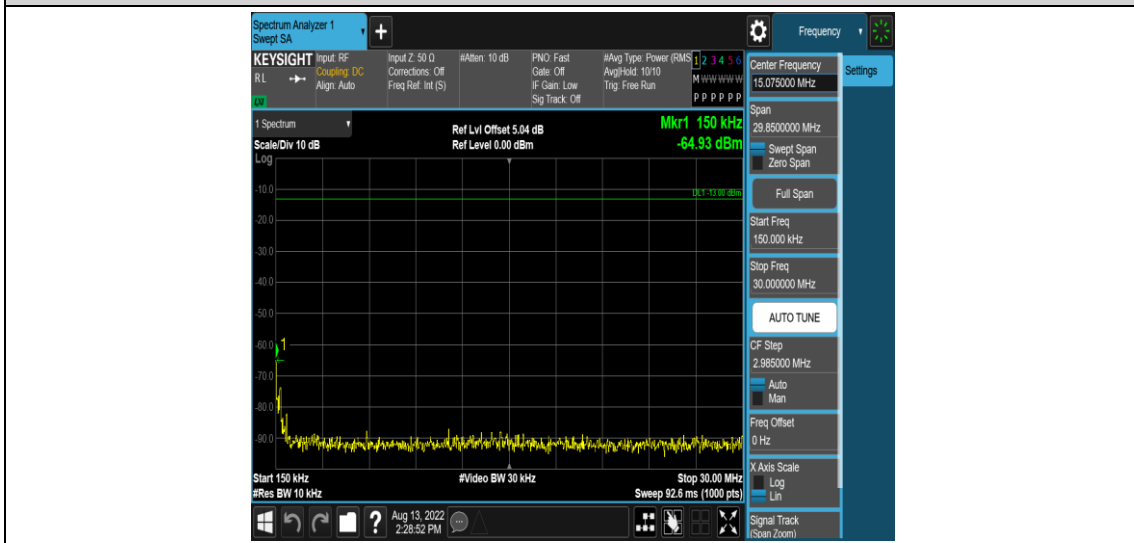 Spectrum Analyzer 1
Swept SA
+
Frequency
KEYSIGHT
RL
LM
Input: RF
Coupling: DC
Align: Auto
Input Z: 50 Ω
Corrections: Off
Freq Ref: Int (S)
#Atten: 10 dB
PNO: Fast
Gate: Off
IF Gain: Low
Sig Track: Off
#Avg Type: Power (RMS
Avg|Hold: 10/10
Trig: Free Run
1 2 3 4 5 6
M W W W W W
P P P P P P
1 Spectrum
Scale/Div 10 dB
Log
Ref Lvl Offset 5.04 dB
Ref Level 0.00 dBm
Mkr1 150 kHz
-64.93 dBm
DL1 -13.00 dBm
-10.0
-20.0
-30.0
-40.0
-50.0
-60.0
1
-70.0
-80.0
-90.0
Start 150 kHz
#Res BW 10 kHz
#Video BW 30 kHz
Stop 30.00 MHz
Sweep 92.6 ms (1000 pts)
?
Aug 13, 2022
2:28:52 PM
Center Frequency
15.075000 MHz
Settings
Span
29.8500000 MHz
Swept Span
Zero Span
Full Span
Start Freq
150.000 kHz
Stop Freq
30.000000 MHz
AUTO TUNE
CF Step
2.985000 MHz
Auto
Man
Freq Offset
0 Hz
X Axis Scale
Log
Lin
Signal Track
(Span Zoom)